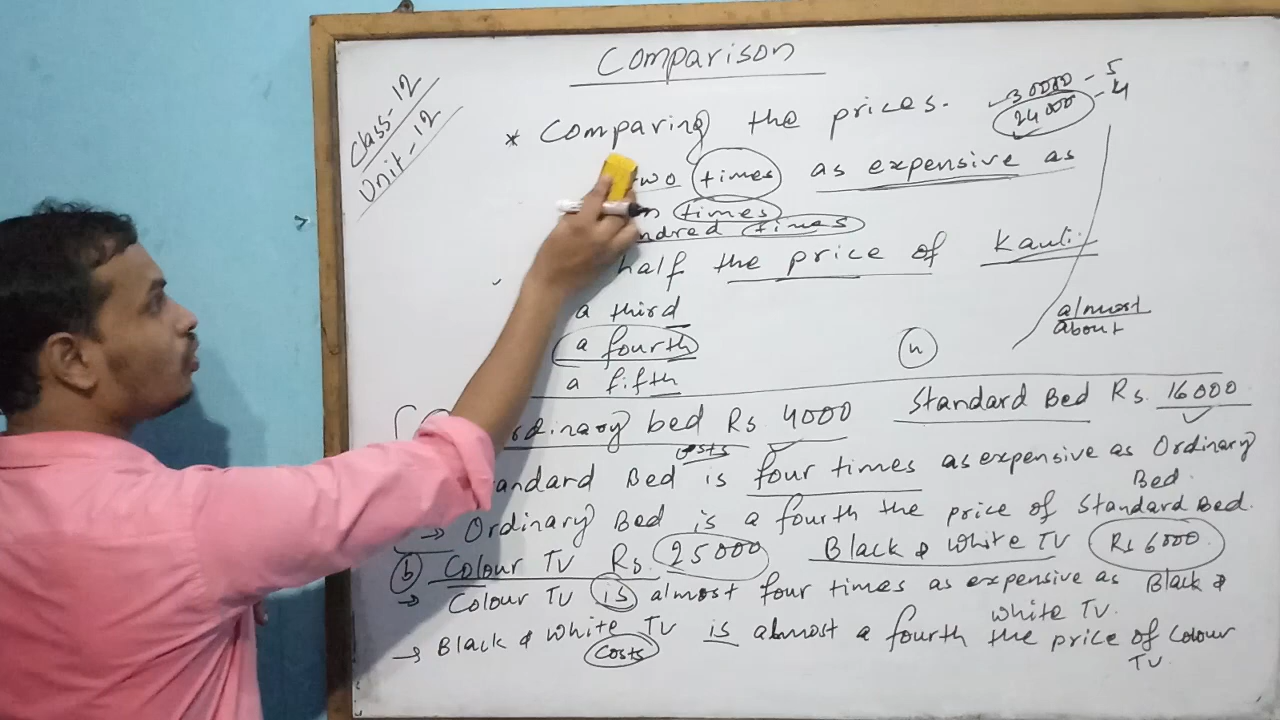 Comparison
Class-12
Unit-12
30000 - 5
24000 - 4
* Comparing the prices.
times as expensive as
times
times
half the price of Kauli
a third
a fourth
a fifth
almost
about
n
bed Rs. 4000 Standard Bed Rs. 16000
costs
Bed is four times as expensive as Ordinary
Bed.
→ Ordinary Bed is a fourth the price of Standard Bed.
b Colour TV Rs. 25000 Black & White TV Rs 6000.
→ Colour TV is almost four times as expensive as Black &
White TV.
→ Black & White TV is almost a fourth the price of Colour
TV
costs